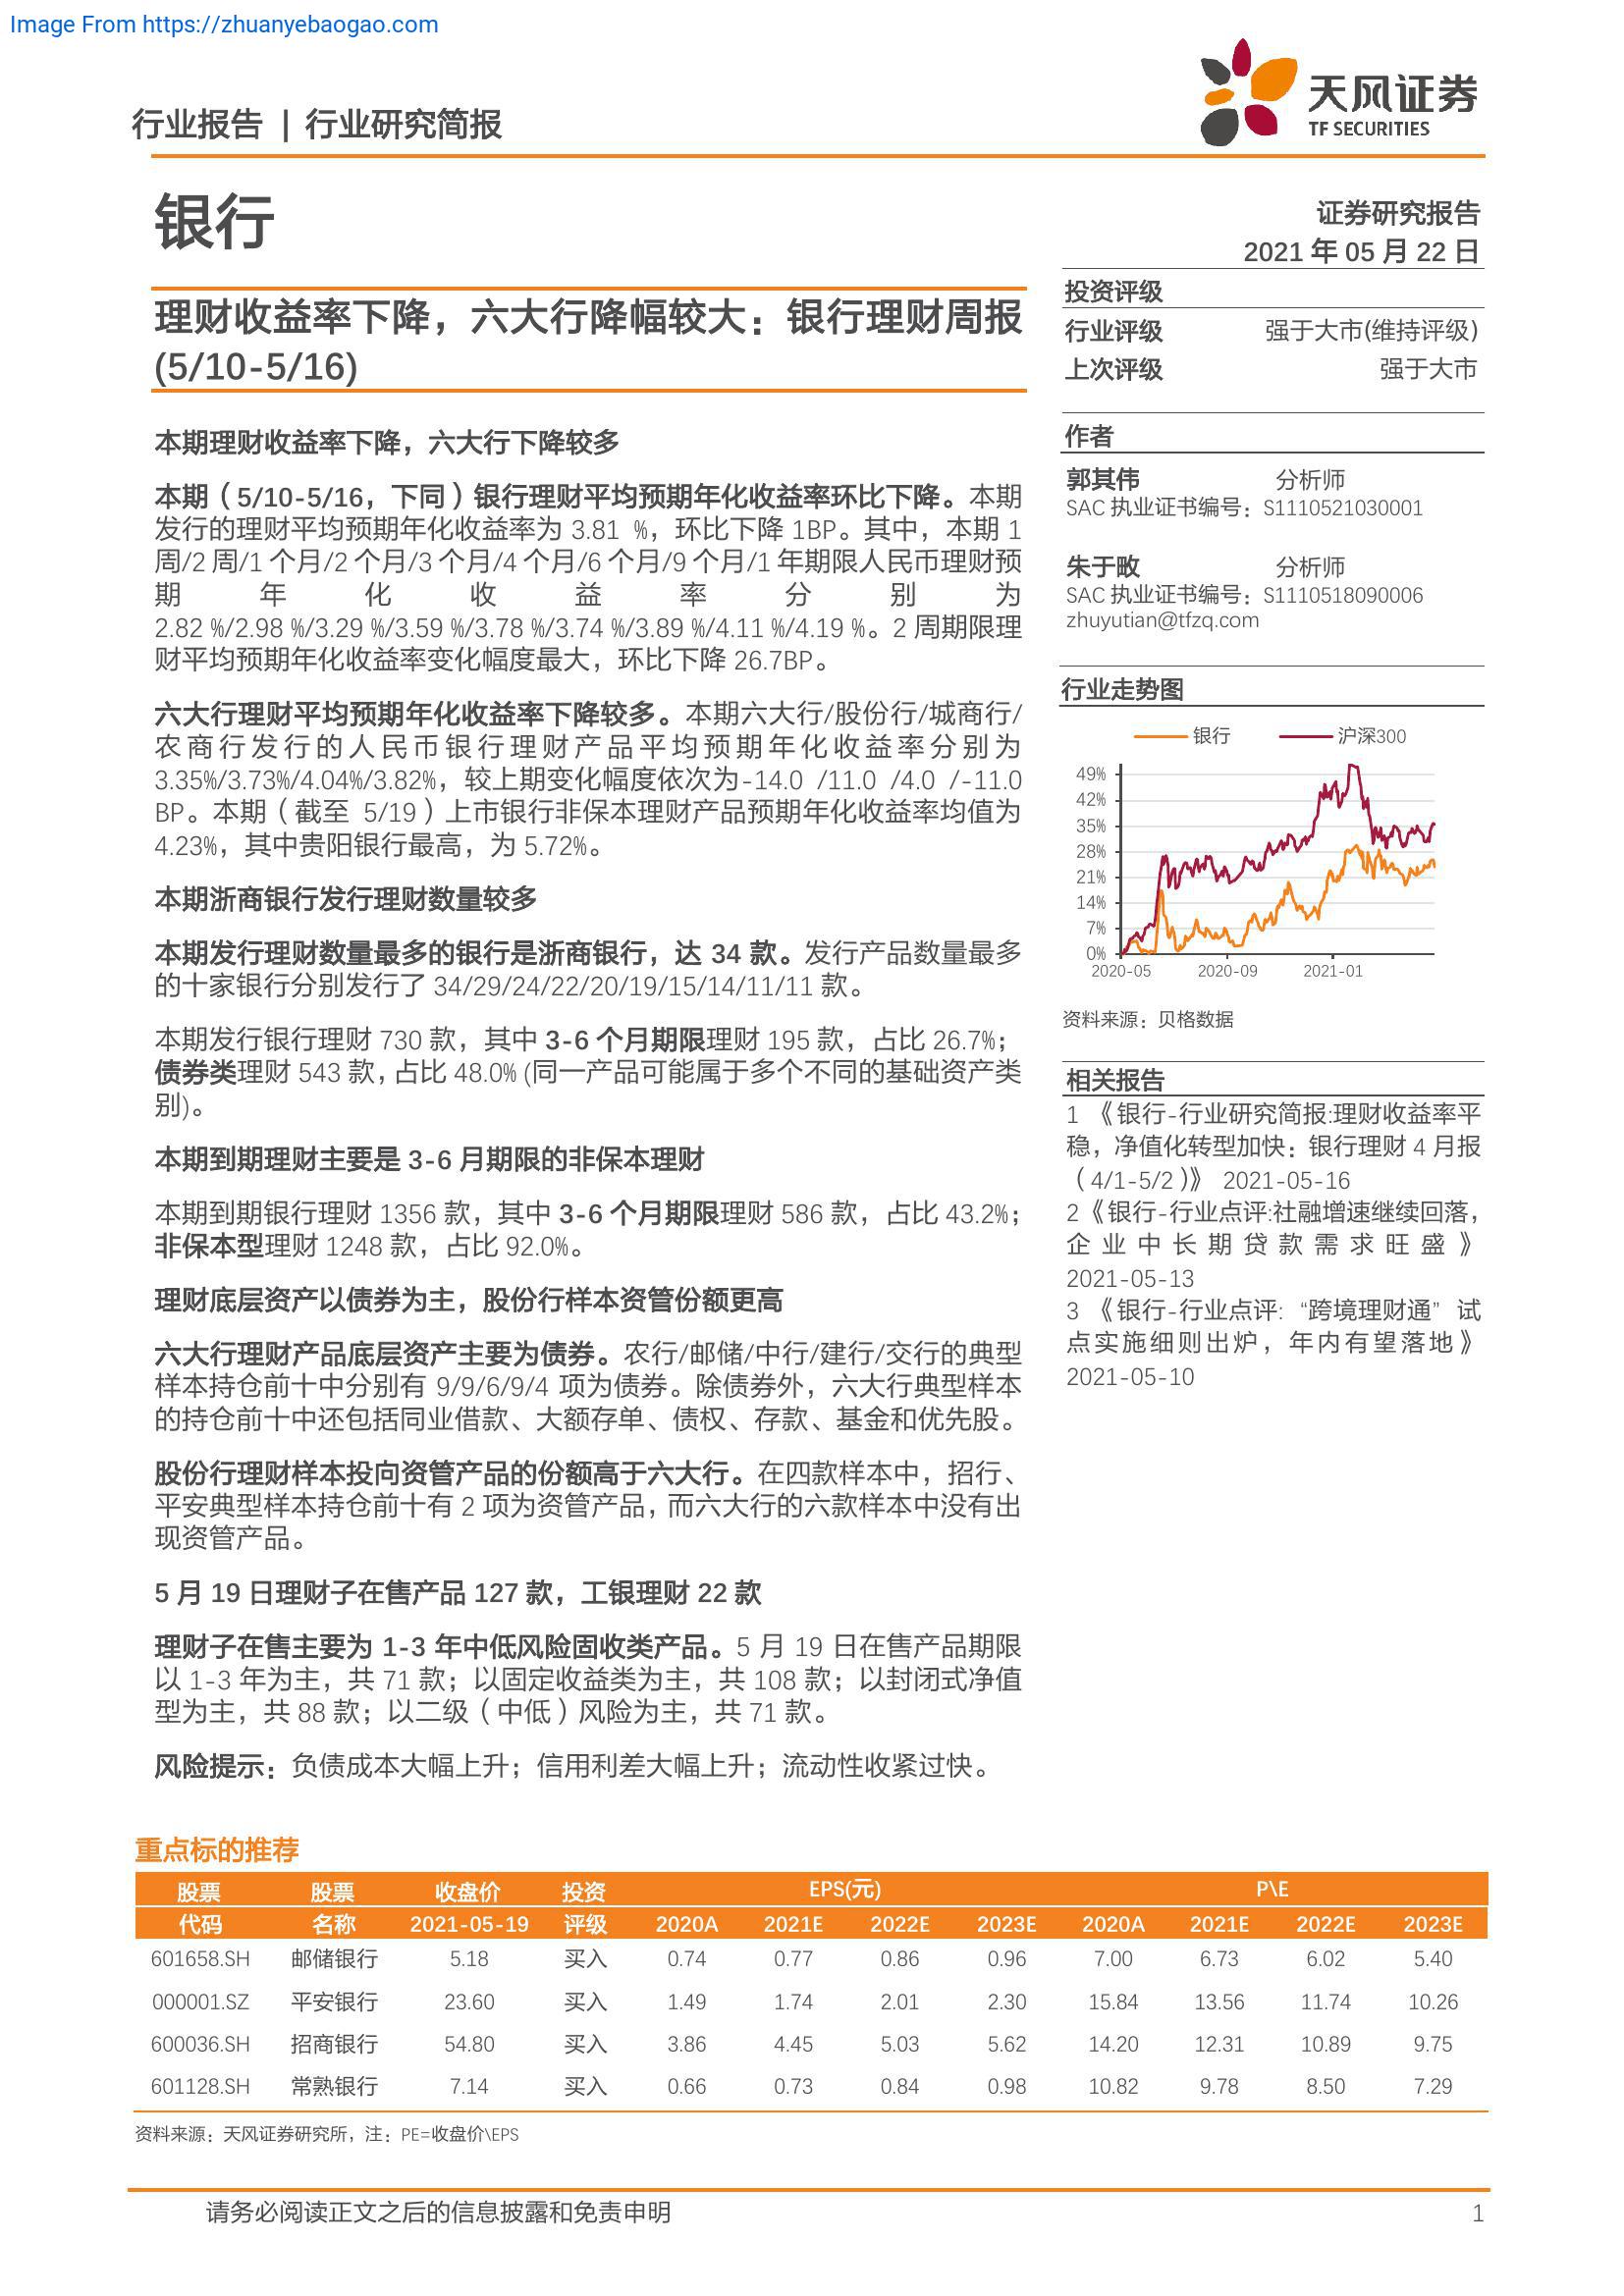 Image From https://zhuanyebaogao.com
行业报告 | 行业研究简报
天风证券
TF SECURITIES
银行
证券研究报告
2021 年 05 月 22 日
理财收益率下降，六大行降幅较大：银行理财周报
(5/10-5/16)
本期理财收益率下降，六大行下降较多
本期（5/10-5/16，下同）银行理财平均预期年化收益率环比下降。本期
发行的理财平均预期年化收益率为 3.81 %，环比下降 1BP。其中，本期 1
周/2 周/1 个月/2 个月/3 个月/4 个月/6 个月/9 个月/1 年期限人民币理财预
期年化收益率分别为
2.82 %/2.98 %/3.29 %/3.59 %/3.78 %/3.74 %/3.89 %/4.11 %/4.19 %。2 周期限理
财平均预期年化收益率变化幅度最大，环比下降 26.7BP。
六大行理财平均预期年化收益率下降较多。本期六大行/股份行/城商行/
农商行发行的人民币银行理财产品平均预期年化收益率分别为
3.35%/3.73%/4.04%/3.82%，较上期变化幅度依次为-14.0 /11.0 /4.0 /-11.0
BP。本期（截至 5/19）上市银行非保本理财产品预期年化收益率均值为
4.23%，其中贵阳银行最高，为 5.72%。
本期浙商银行发行理财数量较多
本期发行理财数量最多的银行是浙商银行，达 34 款。发行产品数量最多
的十家银行分别发行了 34/29/24/22/20/19/15/14/11/11 款。
本期发行银行理财 730 款，其中 3-6 个月期限理财 195 款，占比 26.7%；
债券类理财 543 款，占比 48.0% (同一产品可能属于多个不同的基础资产类
别)。
本期到期理财主要是 3-6 月期限的非保本理财
本期到期银行理财 1356 款，其中 3-6 个月期限理财 586 款，占比 43.2%；
非保本型理财 1248 款，占比 92.0%。
理财底层资产以债券为主，股份行样本资管份额更高
六大行理财产品底层资产主要为债券。农行/邮储/中行/建行/交行的典型
样本持仓前十中分别有 9/9/6/9/4 项为债券。除债券外，六大行典型样本
的持仓前十中还包括同业借款、大额存单、债权、存款、基金和优先股。
股份行理财样本投向资管产品的份额高于六大行。在四款样本中，招行、
平安典型样本持仓前十有 2 项为资管产品，而六大行的六款样本中没有出
现资管产品。
5 月 19 日理财子在售产品 127 款，工银理财 22 款
理财子在售主要为 1-3 年中低风险固收类产品。5 月 19 日在售产品期限
以 1-3 年为主，共 71 款；以固定收益类为主，共 108 款；以封闭式净值
型为主，共 88 款；以二级（中低）风险为主，共 71 款。
风险提示：负债成本大幅上升；信用利差大幅上升；流动性收紧过快。
投资评级
行业评级 强于大市(维持评级)
上次评级 强于大市
作者
郭其伟 分析师
SAC 执业证书编号：S1110521030001
朱于畋 分析师
SAC 执业证书编号：S1110518090006
zhuyutian@tfzq.com
行业走势图
银行 沪深300
49%
42%
35%
28%
21%
14%
7%
0%
2020-05 2020-09 2021-01
资料来源：贝格数据
相关报告
1 《银行-行业研究简报:理财收益率平
稳，净值化转型加快：银行理财 4 月报
（4/1-5/2）》 2021-05-16
2《银行-行业点评:社融增速继续回落，
企业中长期贷款需求旺盛》
2021-05-13
3 《银行-行业点评: “跨境理财通”试
点实施细则出炉，年内有望落地》
2021-05-10
重点标的推荐
股票 股票 收盘价 投资 EPS(元) P\E
代码 名称 2021-05-19 评级 2020A 2021E 2022E 2023E 2020A 2021E 2022E 2023E
601658.SH 邮储银行 5.18 买入 0.74 0.77 0.86 0.96 7.00 6.73 6.02 5.40
000001.SZ 平安银行 23.60 买入 1.49 1.74 2.01 2.30 15.84 13.56 11.74 10.26
600036.SH 招商银行 54.80 买入 3.86 4.45 5.03 5.62 14.20 12.31 10.89 9.75
601128.SH 常熟银行 7.14 买入 0.66 0.73 0.84 0.98 10.82 9.78 8.50 7.29
资料来源：天风证券研究所，注：PE=收盘价\EPS
请务必阅读正文之后的信息披露和免责申明 1